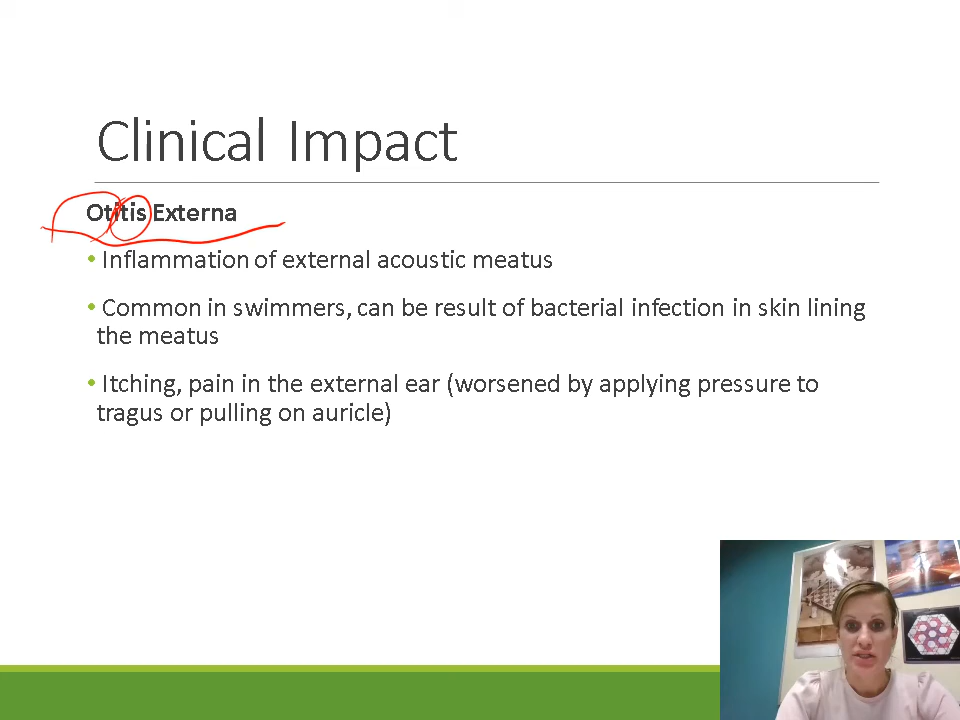 Clinical Impact
Otitis Externa
• Inflammation of external acoustic meatus
• Common in swimmers, can be result of bacterial infection in skin lining
the meatus
• Itching, pain in the external ear (worsened by applying pressure to
tragus or pulling on auricle)